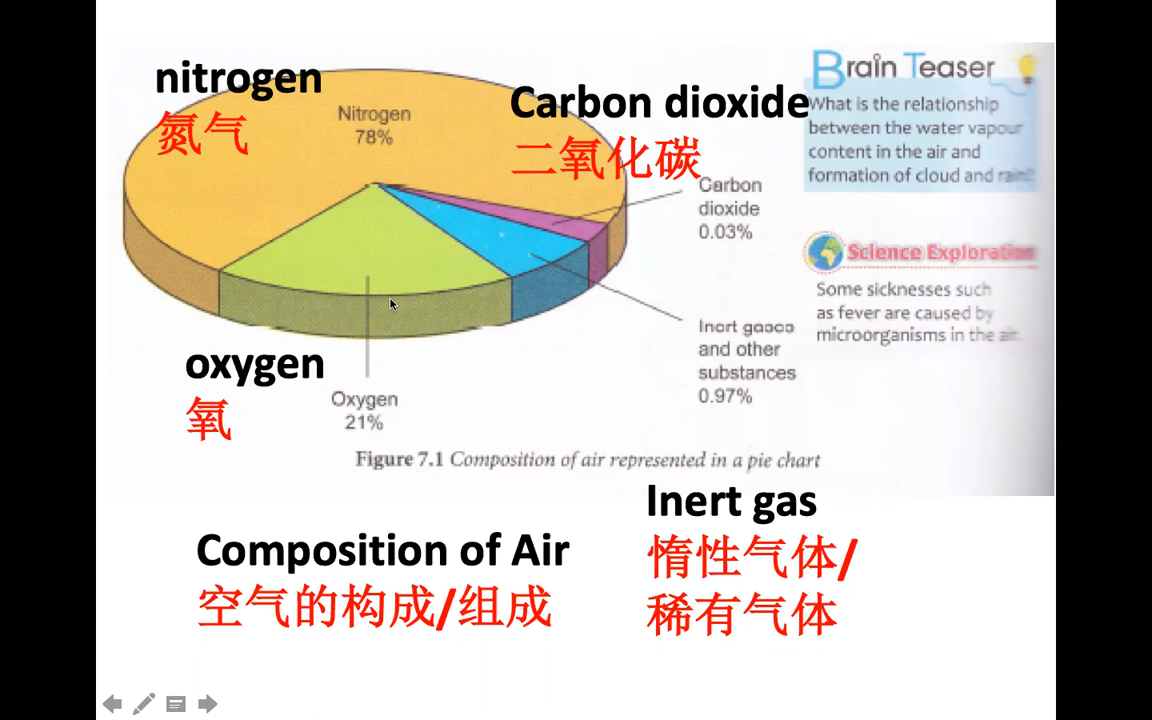 nitrogen
氮气
Nitrogen
78%
Carbon dioxide
二氧化碳
Carbon
dioxide
0.03%
Inert gases
and other
substances
0.97%
oxygen
氧
Oxygen
21%
Figure 7.1 Composition of air represented in a pie chart
Brain Teaser
What is the relationship
between the water vapour
content in the air and
formation of cloud and rain?
Science Exploration
Some sicknesses such
as fever are caused by
microorganisms in the air.
Composition of Air
空气的构成/组成
Inert gas
惰性气体/
稀有气体